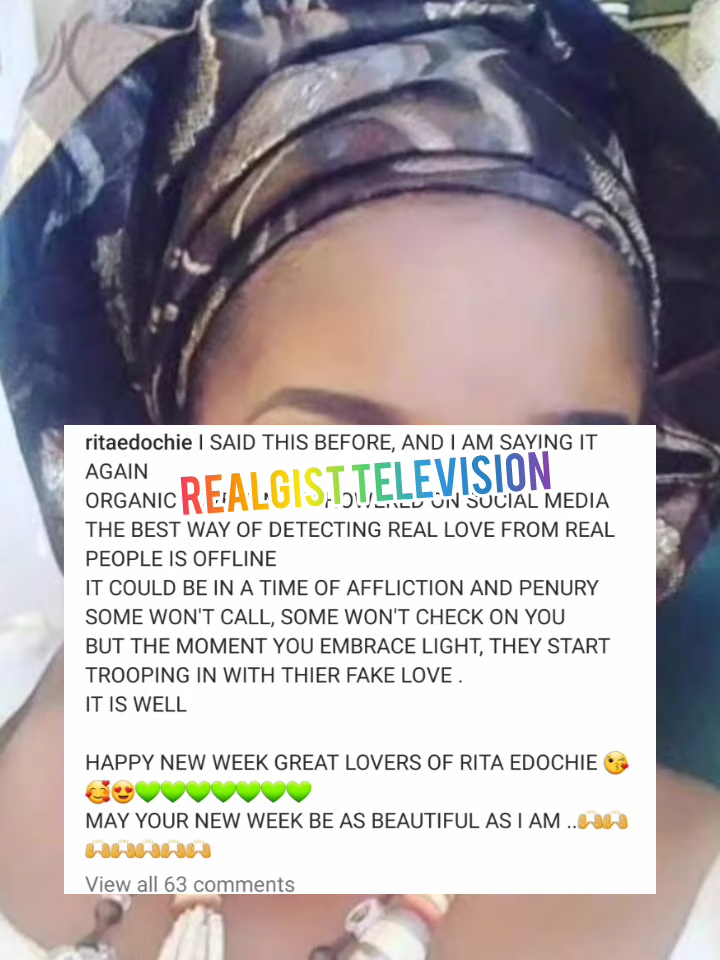 ritaedochie I SAID THIS BEFORE, AND I AM SAYING IT
AGAIN
REALGIST TELEVISION
ORGANIC ON SOCIAL MEDIA
THE BEST WAY OF DETECTING REAL LOVE FROM REAL
PEOPLE IS OFFLINE
IT COULD BE IN A TIME OF AFFLICTION AND PENURY
SOME WON'T CALL, SOME WON'T CHECK ON YOU
BUT THE MOMENT YOU EMBRACE LIGHT, THEY START
TROOPING IN WITH THIER FAKE LOVE .
IT IS WELL
HAPPY NEW WEEK GREAT LOVERS OF RITA EDOCHIE 😘
🥰😍💚💚💚💚💚💚💚
MAY YOUR NEW WEEK BE AS BEAUTIFUL AS I AM ..🙌🙌
🙌🙌🙌🙌🙌
View all 63 comments